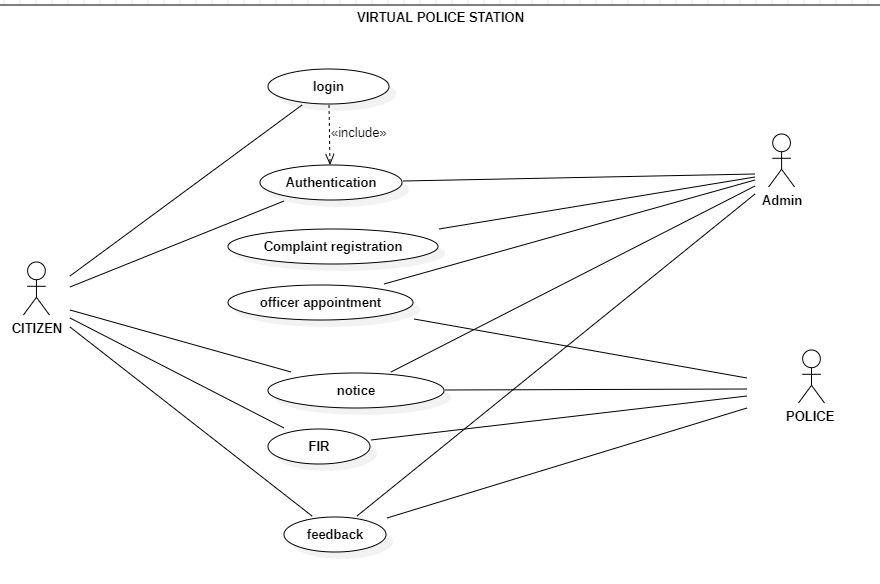 VIRTUAL POLICE STATION
login
«include»
Authentication
Admin
Complaint registration
officer appointment
CITIZEN
notice
POLICE
FIR
feedback